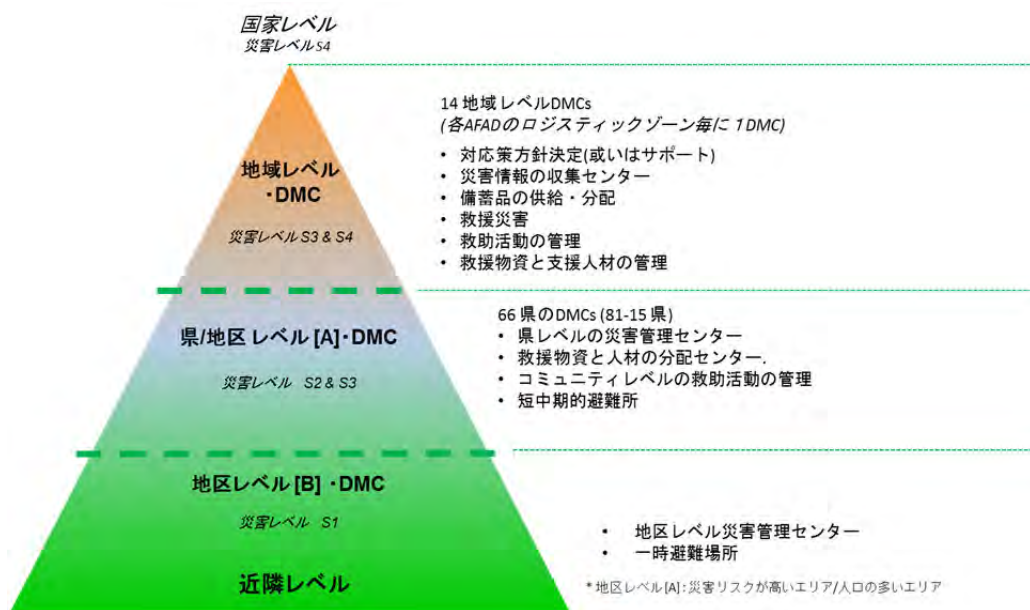 国家レベル
災害レベルS4
14 地域レベルDMCs
(各AFADのロジスティックゾーン毎に 1DMC)
• 対応策方針決定(或いはサポート)
• 災害情報の収集センター
• 備蓄品の供給・分配
• 救援災害
• 救助活動の管理
• 救援物資と支援人材の管理
地域レベル
・DMC
災害レベル S3 & S4
66 県のDMCs (81-15 県)
• 県レベルの災害管理センター
• 救援物資と人材の分配センター.
• コミュニティレベルの救助活動の管理
• 短中期的避難所
県/地区 レベル [A]・DMC
災害レベル S2 & S3
地区レベル [B] ・DMC
災害レベル S1
• 地区レベル災害管理センター
• 一時避難場所
近隣レベル
* 地区レベル[A]: 災害リスクが高いエリア/人口の多いエリア